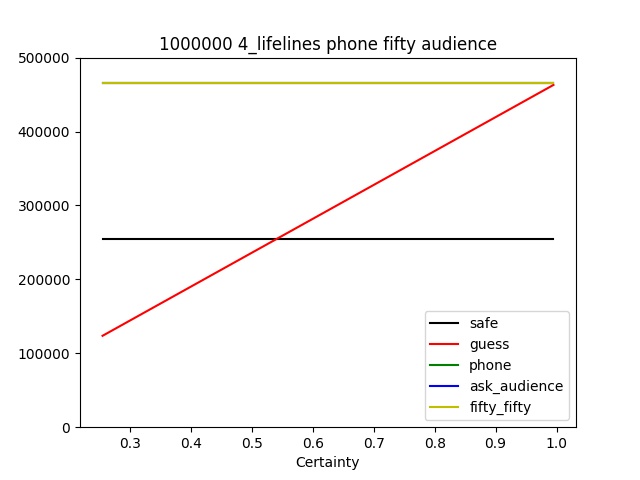 1000000 4_lifelines phone fifty audience
500000
400000
300000
200000
100000
0
safe
guess
phone
ask_audience
fifty_fifty
0.3 0.4 0.5 0.6 0.7 0.8 0.9 1.0
Certainty